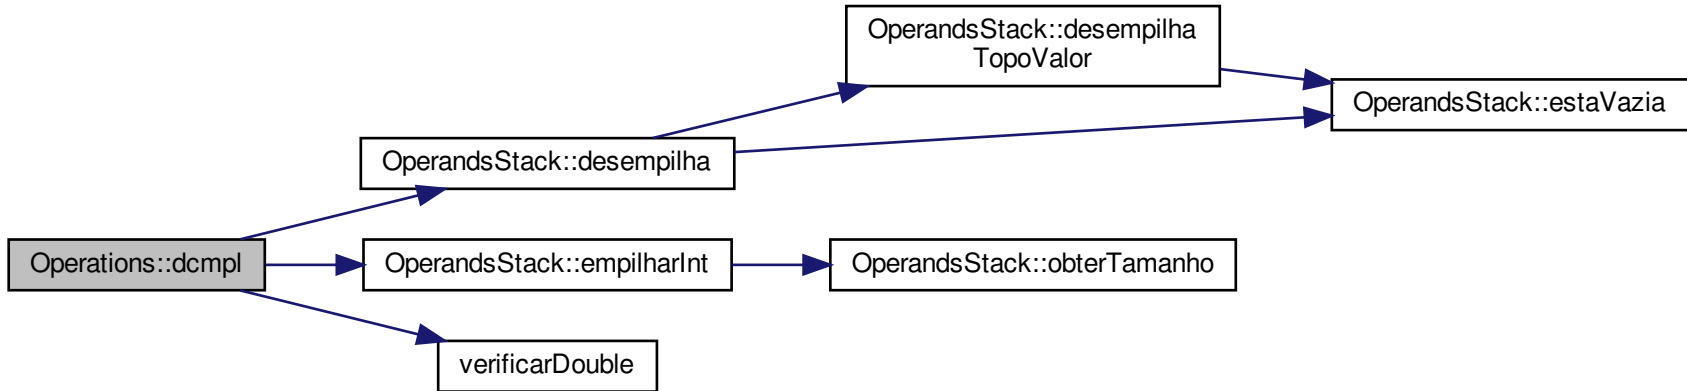 OperandsStack::desempilha
TopoValor
OperandsStack::estaVazia
OperandsStack::desempilha
Operations::dcmpl
OperandsStack::empilharInt
OperandsStack::obterTamanho
verificarDouble